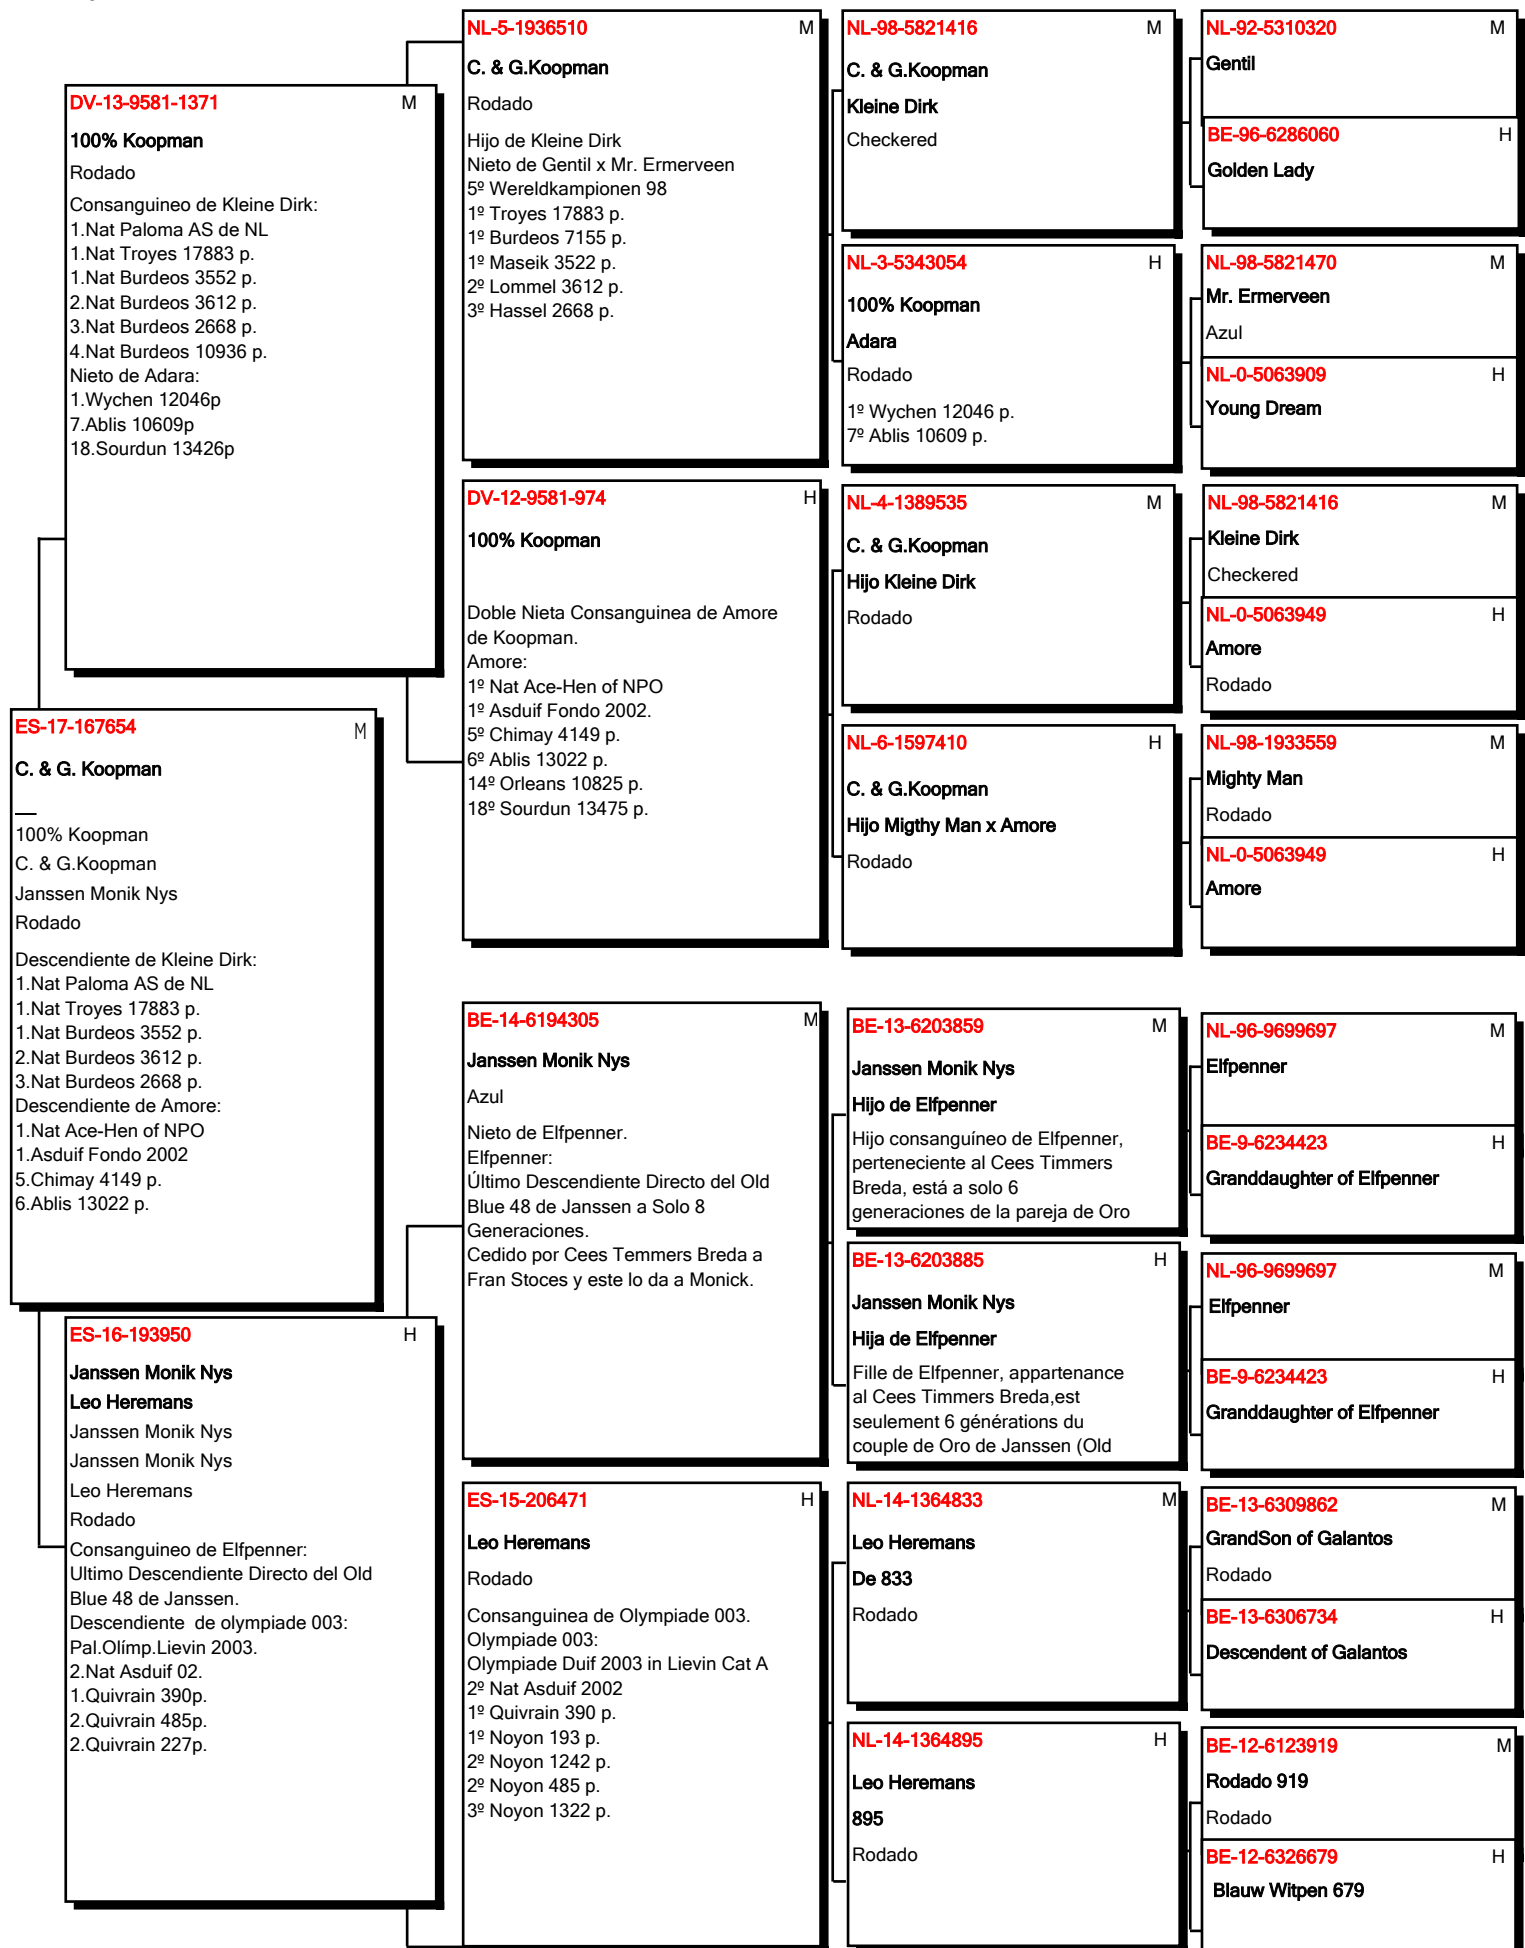 ES-17-167654 M
C. & G. Koopman
__
100% Koopman
C. & G.Koopman
Janssen Monik Nys
Rodado
Descendiente de Kleine Dirk:
1.Nat Paloma AS de NL
1.Nat Troyes 17883 p.
1.Nat Burdeos 3552 p.
2.Nat Burdeos 3612 p.
3.Nat Burdeos 2668 p.
Descendiente de Amore:
1.Nat Ace-Hen of NPO
1.Asduif Fondo 2002
5.Chimay 4149 p.
6.Ablis 13022 p.
DV-13-9581-1371 M
100% Koopman
Rodado
Consanguineo de Kleine Dirk:
1.Nat Paloma AS de NL
1.Nat Troyes 17883 p.
1.Nat Burdeos 3552 p.
2.Nat Burdeos 3612 p.
3.Nat Burdeos 2668 p.
4.Nat Burdeos 10936 p.
Nieto de Adara:
1.Wychen 12046p
7.Ablis 10609p
18.Sourdun 13426p
ES-16-193950 H
Janssen Monik Nys
Leo Heremans
Janssen Monik Nys
Janssen Monik Nys
Leo Heremans
Rodado
Consanguineo de Elfpenner:
Ultimo Descendiente Directo del Old
Blue 48 de Janssen.
Descendiente  de olympiade 003:
Pal.Olímp.Lievin 2003.
2.Nat Asduif 02.
1.Quivrain 390p.
2.Quivrain 485p.
2.Quivrain 227p.
NL-5-1936510 M
C. & G.Koopman
Rodado
Hijo de Kleine Dirk
Nieto de Gentil x Mr. Ermerveen
5º Wereldkampionen 98
1º Troyes 17883 p.
1º Burdeos 7155 p.
1º Maseik 3522 p.
2º Lommel 3612 p.
3º Hassel 2668 p.
DV-12-9581-974 H
100% Koopman
Doble Nieta Consanguinea de Amore
de Koopman.
Amore:
1º Nat Ace-Hen of NPO
1º Asduif Fondo 2002.
5º Chimay 4149 p.
6º Ablis 13022 p.
14º Orleans 10825 p.
18º Sourdun 13475 p.
BE-14-6194305 M
Janssen Monik Nys
Azul
Nieto de Elfpenner.
Elfpenner:
Último Descendiente Directo del Old
Blue 48 de Janssen a Solo 8
Generaciones.
Cedido por Cees Temmers Breda a
Fran Stoces y este lo da a Monick.
ES-15-206471 H
Leo Heremans
Rodado
Consanguinea de Olympiade 003.
Olympiade 003:
Olympiade Duif 2003 in Lievin Cat A
2º Nat Asduif 2002
1º Quivrain 390 p.
1º Noyon 193 p.
2º Noyon 1242 p.
2º Noyon 485 p.
3º Noyon 1322 p.
NL-98-5821416 M
C. & G.Koopman
Kleine Dirk
Checkered
NL-3-5343054 H
100% Koopman
Adara
Rodado
1º Wychen 12046 p.
7º Ablis 10609 p.
NL-4-1389535 M
C. & G.Koopman
Hijo Kleine Dirk
Rodado
NL-6-1597410 H
C. & G.Koopman
Hijo Migthy Man x Amore
Rodado
BE-13-6203859 M
Janssen Monik Nys
Hijo de Elfpenner
Hijo consanguíneo de Elfpenner,
perteneciente al Cees Timmers
Breda, está a solo 6
generaciones de la pareja de Oro
BE-13-6203885 H
Janssen Monik Nys
Hija de Elfpenner
Fille de Elfpenner, appartenance
al Cees Timmers Breda,est
seulement 6 générations du
couple de Oro de Janssen (Old
NL-14-1364833 M
Leo Heremans
De 833
Rodado
NL-14-1364895 H
Leo Heremans
895
Rodado
NL-92-5310320 M
Gentil
BE-96-6286060 H
Golden Lady
NL-98-5821470 M
Mr. Ermerveen
Azul
NL-0-5063909 H
Young Dream
NL-98-5821416 M
Kleine Dirk
Checkered
NL-0-5063949 H
Amore
Rodado
NL-98-1933559 M
Mighty Man
Rodado
NL-0-5063949 H
Amore
NL-96-9699697 M
Elfpenner
BE-9-6234423 H
Granddaughter of Elfpenner
NL-96-9699697 M
Elfpenner
BE-9-6234423 H
Granddaughter of Elfpenner
BE-13-6309862 M
GrandSon of Galantos
Rodado
BE-13-6306734 H
Descendent of Galantos
BE-12-6123919 M
Rodado 919
Rodado
BE-12-6326679 H
Blauw Witpen 679